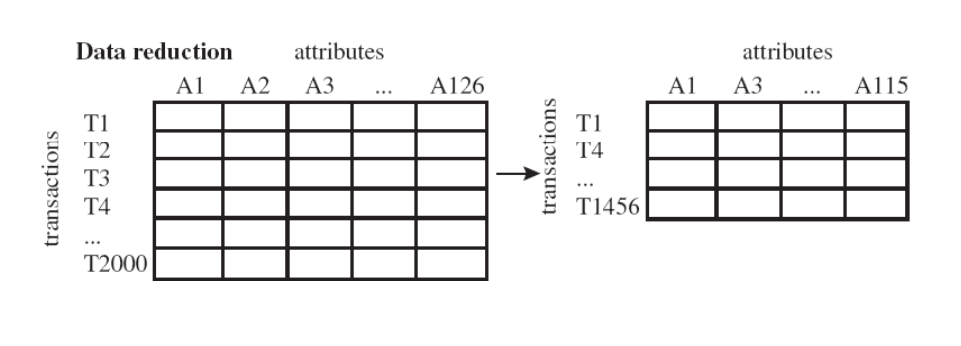 Data reduction attributes attributes
A1 A2 A3 ... A126 A1 A3 ... A115
transactions
T1
T2
T3
T4
...
T2000
transactions
T1
T4
...
T1456